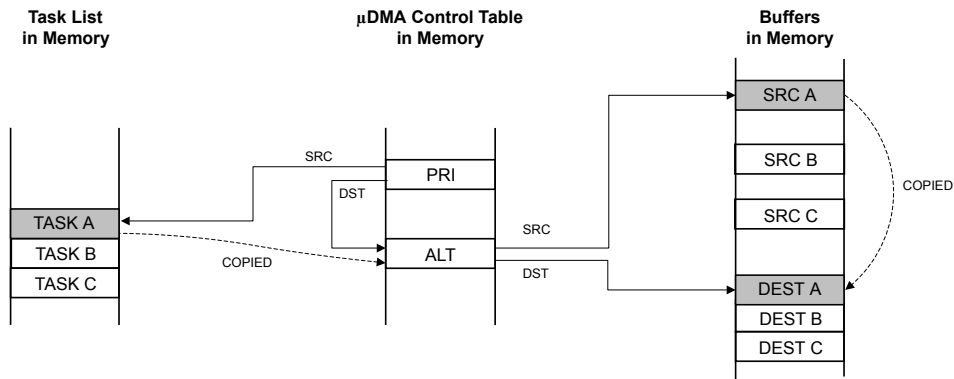 Task List
in Memory
µDMA Control Table
in Memory
Buffers
in Memory
SRC A
SRC
PRI
SRC B
DST
COPIED
TASK A
SRC C
TASK B
COPIED
ALT
SRC
DST
TASK C
DEST A
DEST B
DEST C